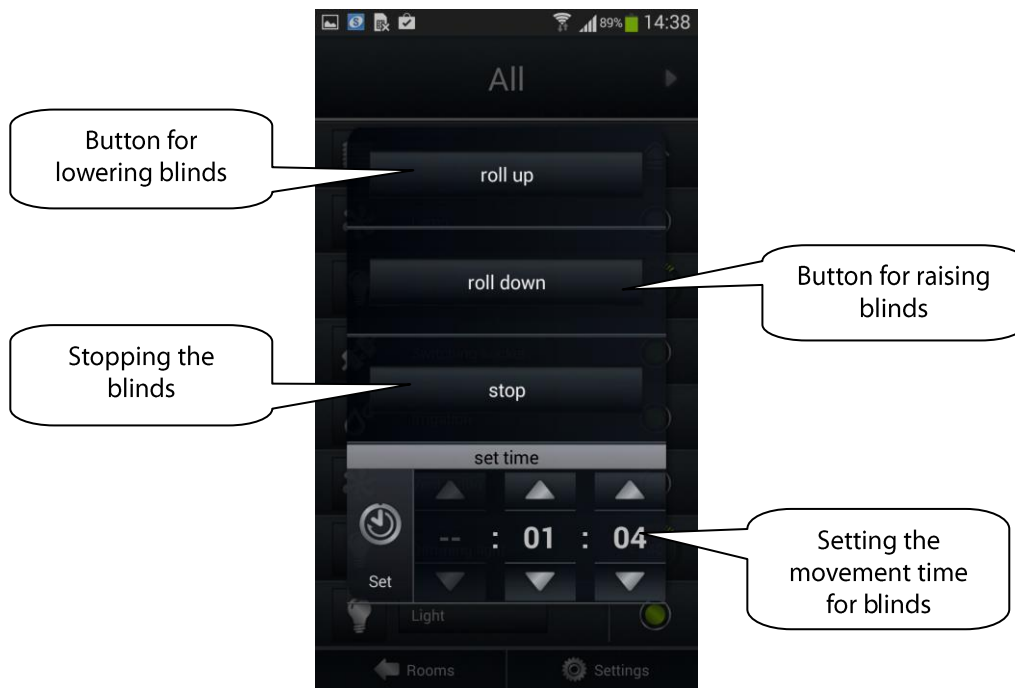 89% 14:38
All
Button for
lowering blinds
roll up
roll down
Button for raising
blinds
Stopping the
blinds
stop
set time
-- : 01 : 04
Set
Setting the
movement time
for blinds
Light
Rooms
Settings